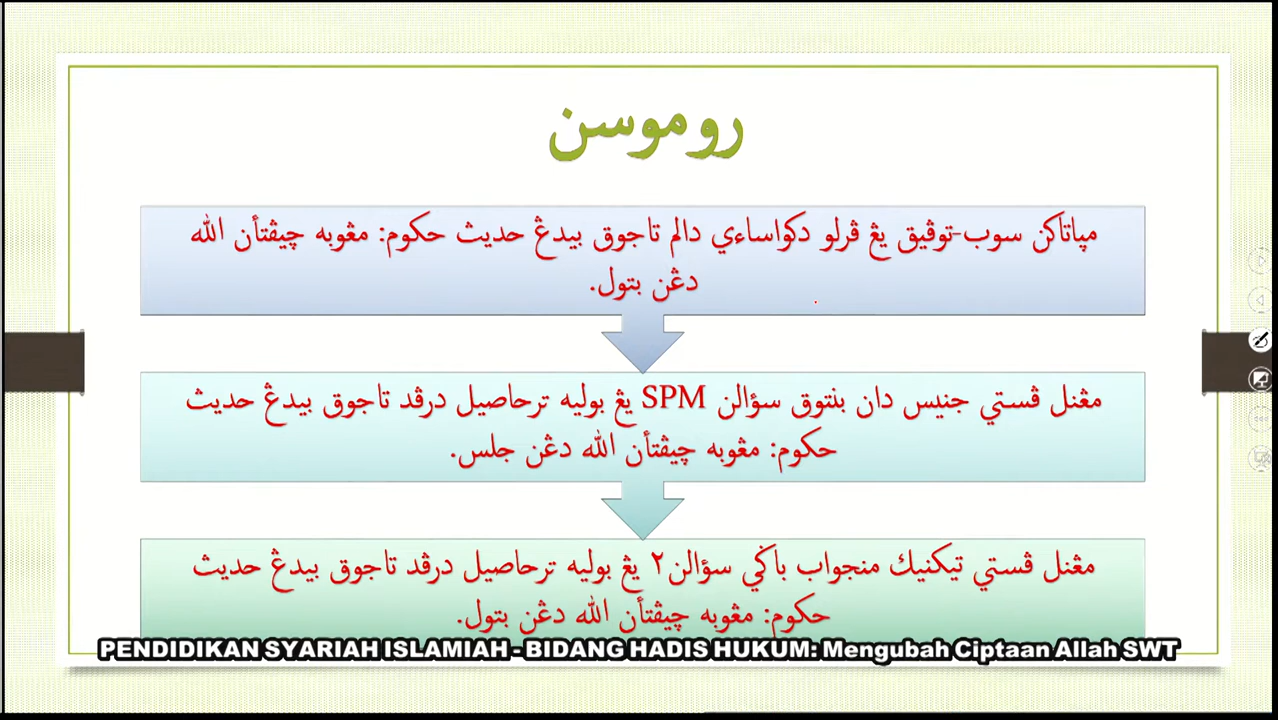 روموسن
مڽاتاكن سوب-توڤيق يڠ ڤرلو دكواساءي دالم تاجوق بيدڠ حديث حكوم: مڠوبه چيڤتأن الله
دڠن بتول.
مڠنل ڤستي جنيس دان بنتوق سؤالن SPM يڠ بوليه ترحاصيل درڤد تاجوق بيدڠ حديث
حكوم: مڠوبه چيڤتأن الله دڠن جلس.
مڠنل ڤستي تيكنيك منجواب باڬي سؤالن٢ يڠ بوليه ترحاصيل درڤد تاجوق بيدڠ حديث
حكوم: مڠوبه چيڤتأن الله دڠن بتول.
PENDIDIKAN SYARIAH ISLAMIAH - BIDANG HADIS HUKUM: Mengubah Ciptaan Allah SWT